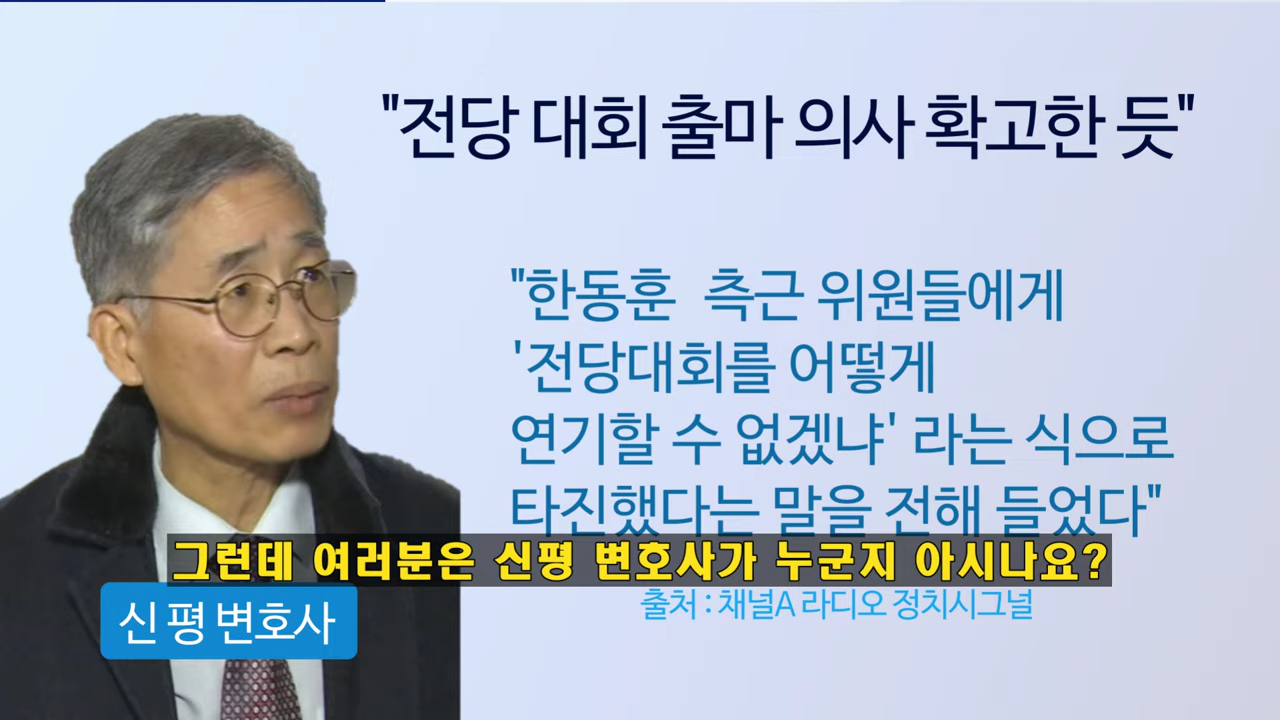 "전당 대회 출마 의사 확고한 듯"
"한동훈 측근 위원들에게
'전당대회를 어떻게
연기할 수 없겠냐' 라는 식으로
타진했다는 말을 전해 들었다"
그런데 여러분은 신평 변호사가 누군지 아시나요?
출처 : 채널A 라디오 정치시그널
신 평 변호사